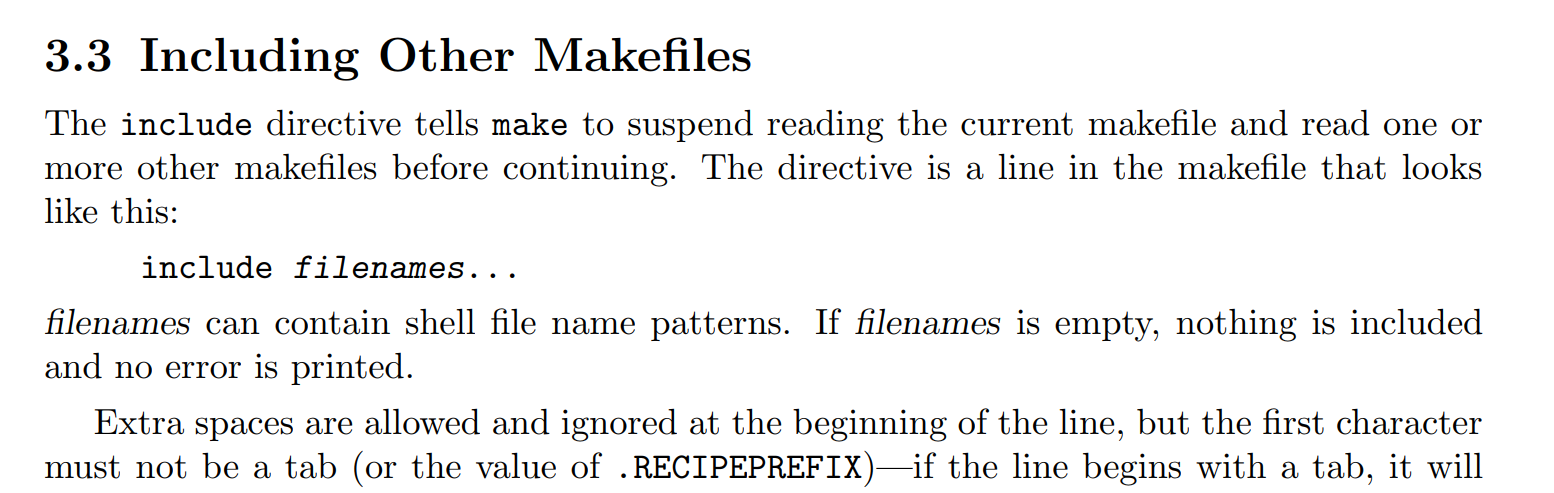 3.3 Including Other Makefiles
The include directive tells make to suspend reading the current makefile and read one or
more other makefiles before continuing. The directive is a line in the makefile that looks
like this:
include filenames...
filenames can contain shell file name patterns. If filenames is empty, nothing is included
and no error is printed.
Extra spaces are allowed and ignored at the beginning of the line, but the first character
must not be a tab (or the value of .RECIPEPREFIX)—if the line begins with a tab, it will